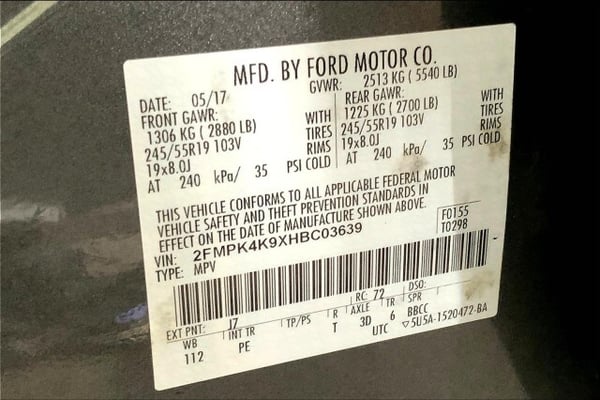 MFD. BY FORD MOTOR CO.
DATE: 05/17 GVWR: 2513 KG ( 5540 LB)
FRONT GAWR: REAR GAWR:
1306 KG ( 2880 LB) WITH 1225 KG ( 2700 LB) WITH
245/55R19 103V TIRES 245/55R19 103V TIRES
19x8.0J RIMS 19x8.0J RIMS
AT 240 kPa/ 35 PSI COLD AT 240 kPa/ 35 PSI COLD
THIS VEHICLE CONFORMS TO ALL APPLICABLE FEDERAL MOTOR
VEHICLE SAFETY AND THEFT PREVENTION STANDARDS IN
EFFECT ON THE DATE OF MANUFACTURE SHOWN ABOVE.
VIN: 2FMPK4K9XHBC03639 F0155
TYPE: MPV T0298
EXT PNT: J7 RC: 72 DSO:
WB INT TR TP/PS R AXLE TR SPR
112 PE T 3D 6 BBCC
UTC ▽5U5A-1520472-BA